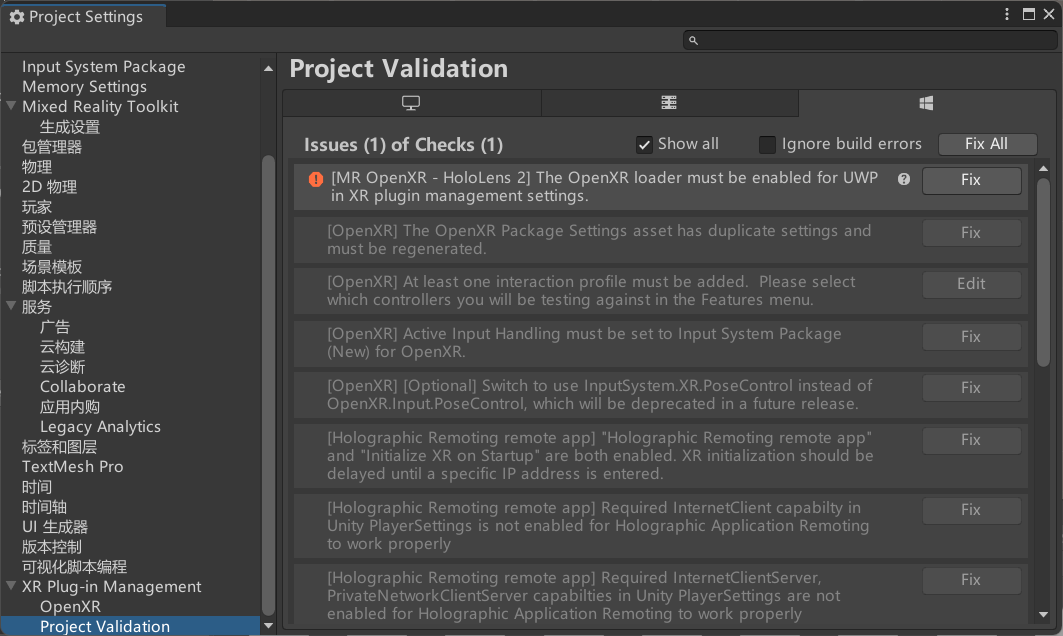 Project Settings
Input System Package
Memory Settings
Mixed Reality Toolkit
生成设置
包管理器
物理
2D 物理
玩家
预设管理器
质量
场景模板
脚本执行顺序
服务
广告
云构建
云诊断
Collaborate
应用内购
Legacy Analytics
标签和图层
TextMesh Pro
时间
时间轴
UI 生成器
版本控制
可视化脚本编程
XR Plug-in Management
OpenXR
Project Validation
Project Validation
Issues (1) of Checks (1)
Show all
Ignore build errors
Fix All
[MR OpenXR - HoloLens 2] The OpenXR loader must be enabled for UWP
in XR plugin management settings.
Fix
[OpenXR] The OpenXR Package Settings asset has duplicate settings and
must be regenerated.
Fix
[OpenXR] At least one interaction profile must be added.  Please select
which controllers you will be testing against in the Features menu.
Edit
[OpenXR] Active Input Handling must be set to Input System Package
(New) for OpenXR.
Fix
[OpenXR] [Optional] Switch to use InputSystem.XR.PoseControl instead of
OpenXR.Input.PoseControl, which will be deprecated in a future release.
Fix
[Holographic Remoting remote app] "Holographic Remoting remote app"
and "Initialize XR on Startup" are both enabled. XR initialization should be
delayed until a specific IP address is entered.
Fix
[Holographic Remoting remote app] Required InternetClient capabilty in
Unity PlayerSettings is not enabled for Holographic Application Remoting
to work properly
Fix
[Holographic Remoting remote app] Required InternetClientServer,
PrivateNetworkClientServer capabilties in Unity PlayerSettings are not
enabled for Holographic Application Remoting to work properly
Fix